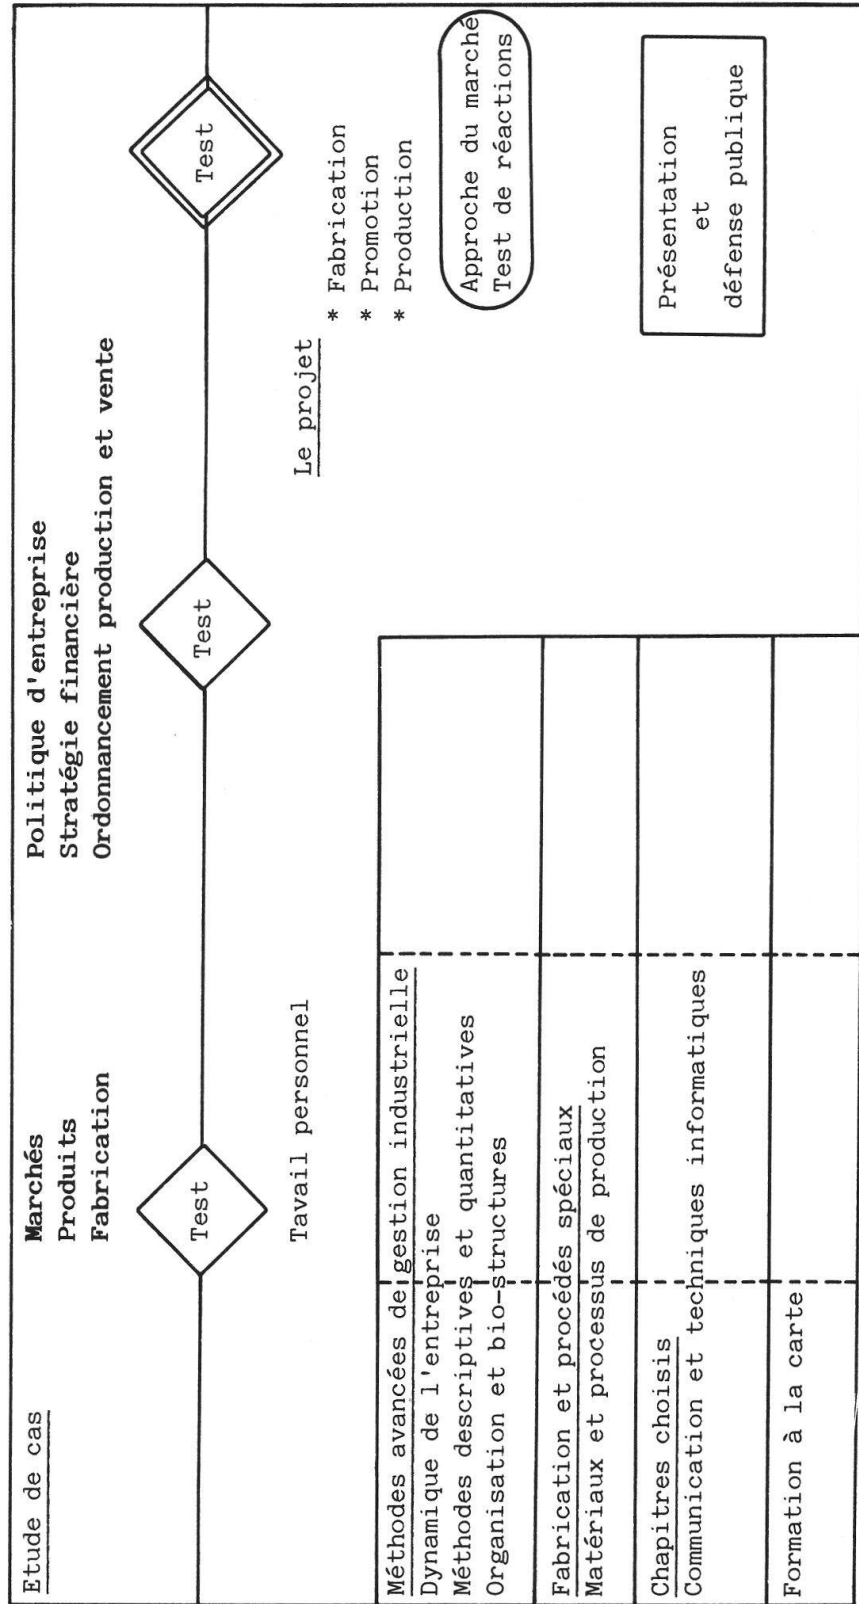 Etude de cas
Marchés
Produits
Fabrication
Politique d'entreprise
Stratégie financière
Ordonnancement production et vente
Test
Test
Test
Tavail personnel
Le projet
* Fabrication
* Promotion
* Production
Approche du marché
Test de réactions
Présentation
et
défense publique
Méthodes avancées de gestion industrielle
Dynamique de l'entreprise
Méthodes descriptives et quantitatives
Organisation et bio-structures
Fabrication et procédés spéciaux
Matériaux et processus de production
Chapitres choisis
Communication et techniques informatiques
Formation à la carte